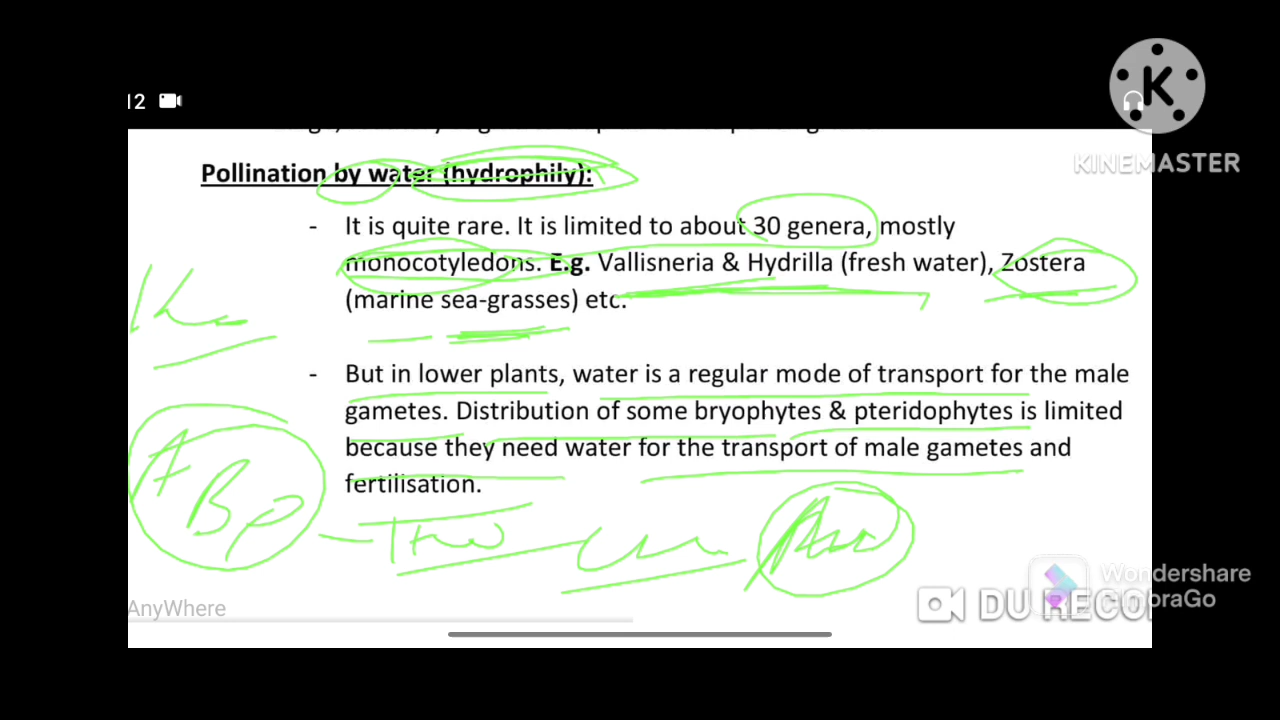 12
KINEMASTER
Pollination by water (hydrophily):
- It is quite rare. It is limited to about 30 genera, mostly
monocotyledons. E.g. Vallisneria & Hydrilla (fresh water), Zostera
(marine sea-grasses) etc.
- But in lower plants, water is a regular mode of transport for the male
gametes. Distribution of some bryophytes & pteridophytes is limited
because they need water for the transport of male gametes and
fertilisation.
A B P
AnyWhere
Wondershare
DU RECO